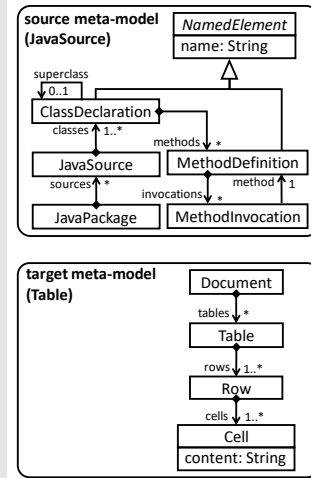 source meta-model
(JavaSource)
NamedElement
name: String
superclass
0..1
ClassDeclaration
classes
1..*
methods
*
JavaSource
MethodDefinition
sources
*
invocations
*
method
1
JavaPackage
MethodInvocation
target meta-model
(Table)
Document
tables
*
Table
rows
1..*
Row
cells
1..*
Cell
content: String